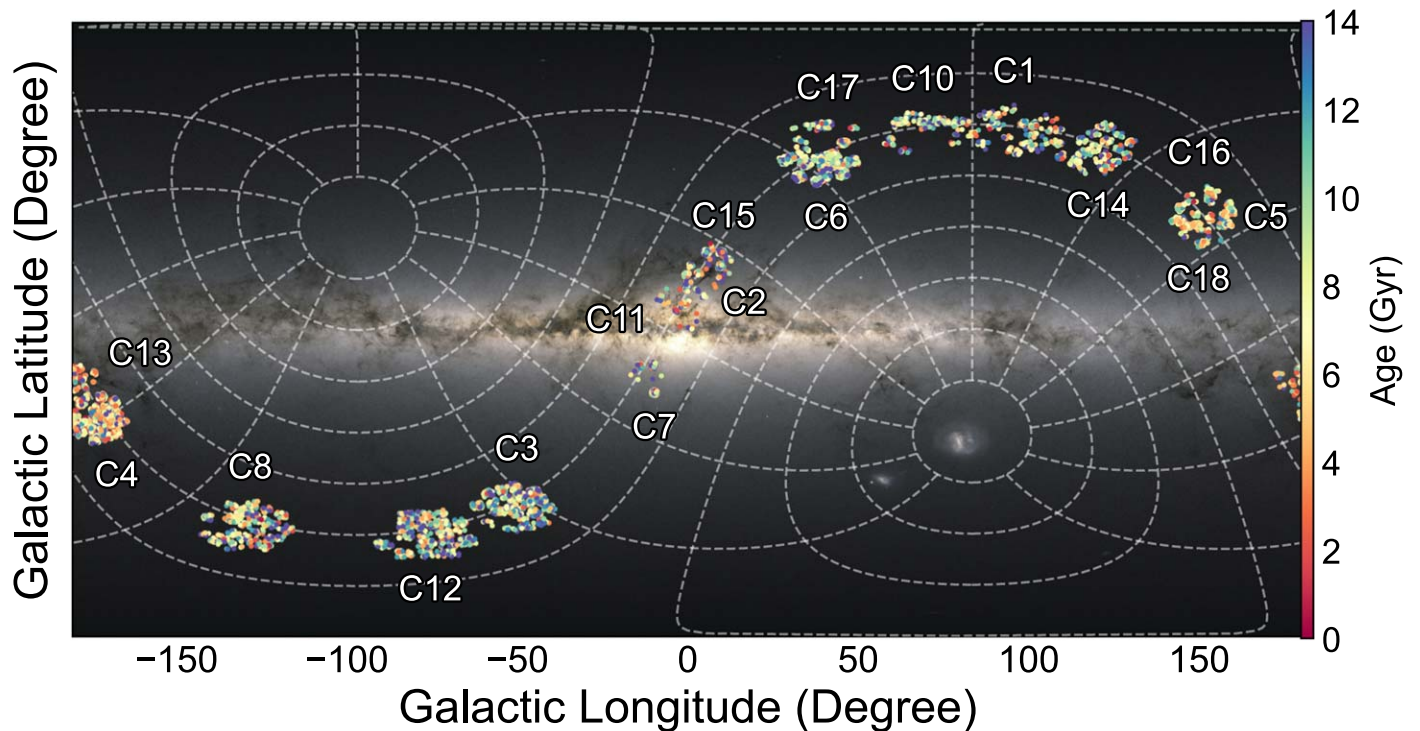 14
C1
C10
C17
12
C16
10
C14
C15
C6
C5
C18
8
C2
C11
C13
6
C7
C3
C8
C4
4
C12
2
0
Age (Gyr)
Galactic Latitude (Degree)
−150 −100 −50 0 50 100 150
Galactic Longitude (Degree)